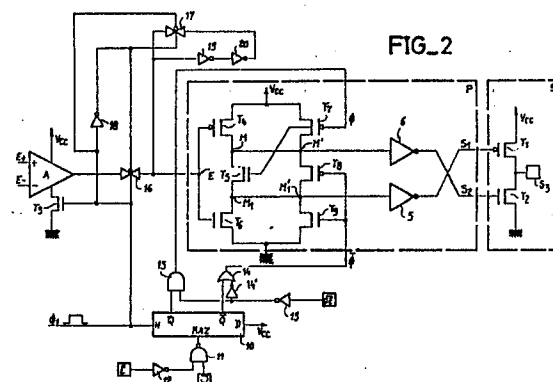 FIG_2
17
19
20
18
Vcc
E+
E-
A
T3
16
E
Vcc
P
T4
T7
φ
M
M'
T5
T8
M1
M'1
T6
T9
6
5
S1
S2
S
Vcc
T1
T2
S3
13
14
14'
15
φ1
H
Q
Q̄
D
Vcc
RAZ
10
11
12